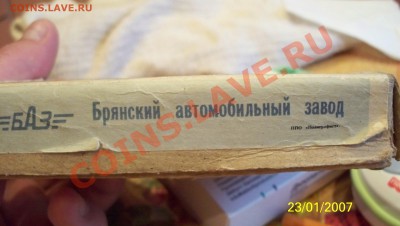 COINS.LAVE.RU
БАЗ Брянский автомобильный завод
COINS.LAVE.RU
23/01/2007